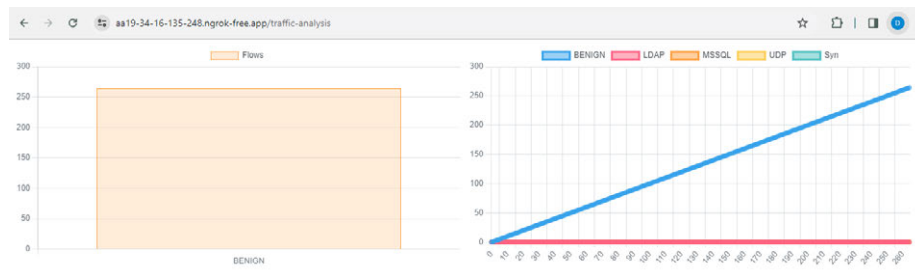 aa19-34-16-135-248.ngrok-free.app/traffic-analysis
D
Flows
300
250
200
150
100
50
0
BENIGN
BENIGN LDAP MSSQL UDP Syn
300
250
200
150
100
50
0
0 10 20 30 40 50 60 70 80 90 100 110 120 130 140 150 160 170 180 190 200 210 220 230 240 250 260